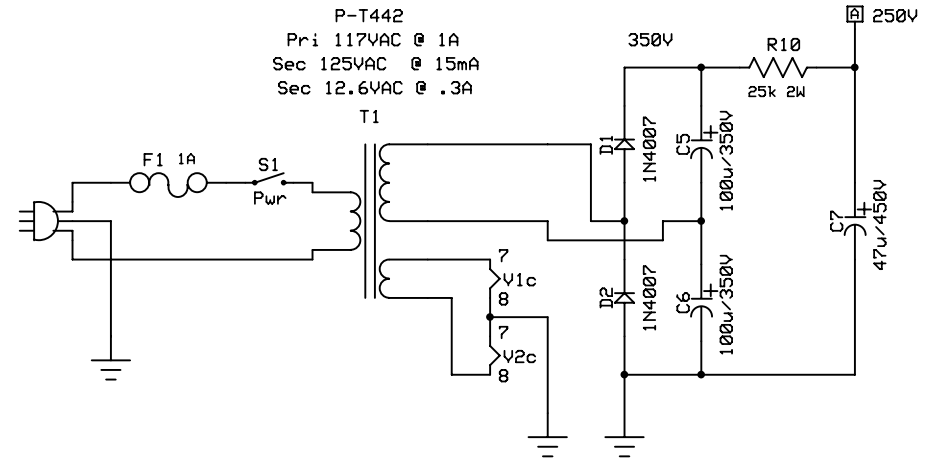 P-T442
Pri 117VAC @ 1A
Sec 125VAC @ 15mA
Sec 12.6VAC @ .3A
T1
F1 1A
S1
Pwr
7
V1c
8
7
V2c
8
350V
D1
1N4007
D2
1N4007
C5
100u/350V
C6
100u/350V
R10
25k 2W
A 250V
C7
47u/450V